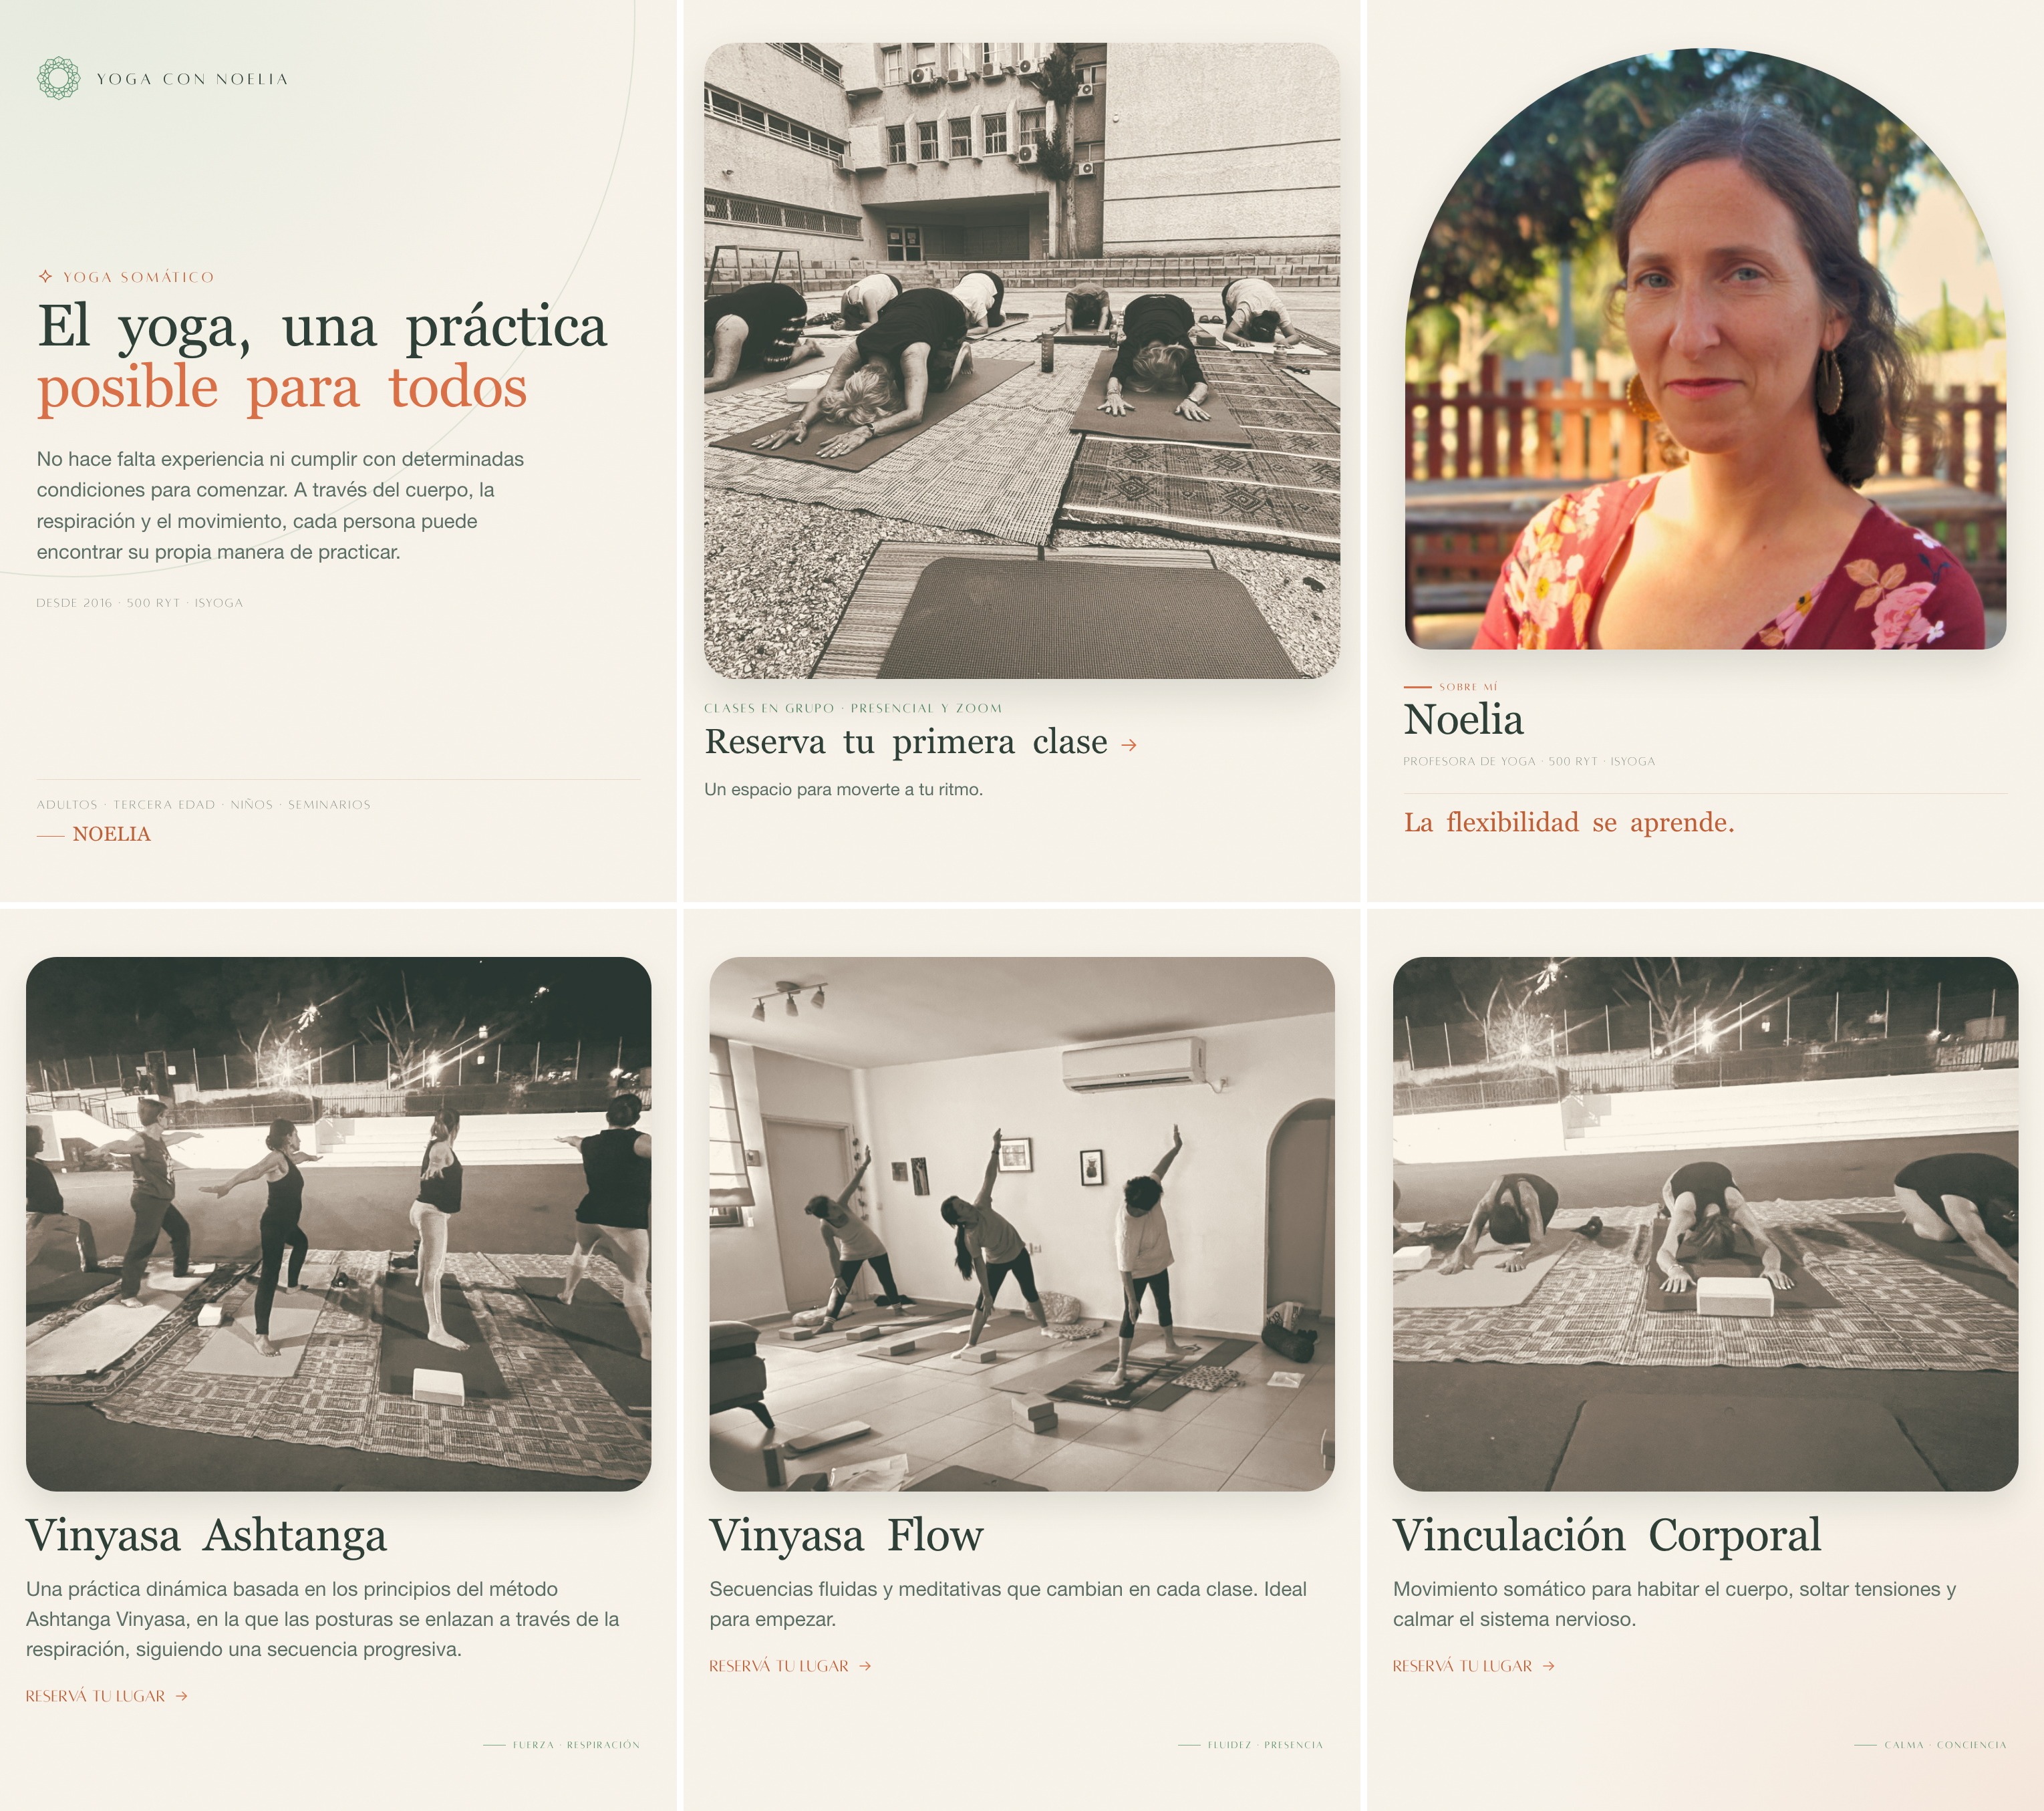 YOGA CON NOELIA
YOGA SOMÁTICO
El yoga, una práctica
posible para todos
No hace falta experiencia ni cumplir con determinadas
condiciones para comenzar. A través del cuerpo, la
respiración y el movimiento, cada persona puede
encontrar su propia manera de practicar.
DESDE 2016 · 500 RYT · ISYOGA
ADULTOS · TERCERA EDAD · NIÑOS · SEMINARIOS
— NOELIA
CLASES EN GRUPO · PRESENCIAL Y ZOOM
Reserva tu primera clase →
Un espacio para moverte a tu ritmo.
— SOBRE MÍ
Noelia
PROFESORA DE YOGA · 500 RYT · ISYOGA
La flexibilidad se aprende.
Vinyasa Ashtanga
Una práctica dinámica basada en los principios del método
Ashtanga Vinyasa, en la que las posturas se enlazan a través de la
respiración, siguiendo una secuencia progresiva.
RESERVÁ TU LUGAR →
— FUERZA · RESPIRACIÓN
Vinyasa Flow
Secuencias fluidas y meditativas que cambian en cada clase. Ideal
para empezar.
RESERVÁ TU LUGAR →
— FLUIDEZ · PRESENCIA
Vinculación Corporal
Movimiento somático para habitar el cuerpo, soltar tensiones y
calmar el sistema nervioso.
RESERVÁ TU LUGAR →
— CALMA · CONCIENCIA